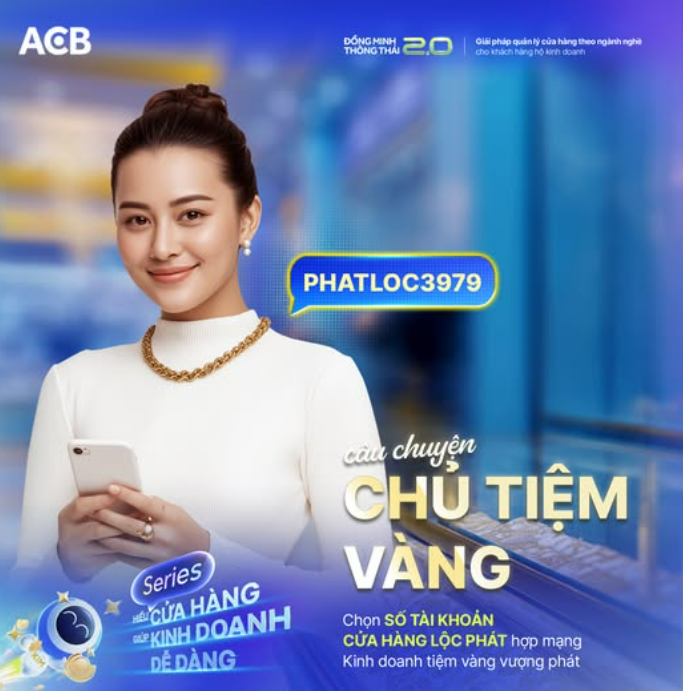 ACB
ĐỒNG MINH
THÔNG THÁI 2.0
Giải pháp quản lý cửa hàng theo ngành nghề
cho khách hàng hộ kinh doanh
PHATLOC3979
câu chuyện
CHỦ TIỆM
VÀNG
Chọn SỐ TÀI KHOẢN
CỬA HÀNG LỘC PHÁT hợp mạng
Kinh doanh tiệm vàng vượng phát
Series
HIỂU CỬA HÀNG
GIÚP KINH DOANH
DỄ DÀNG